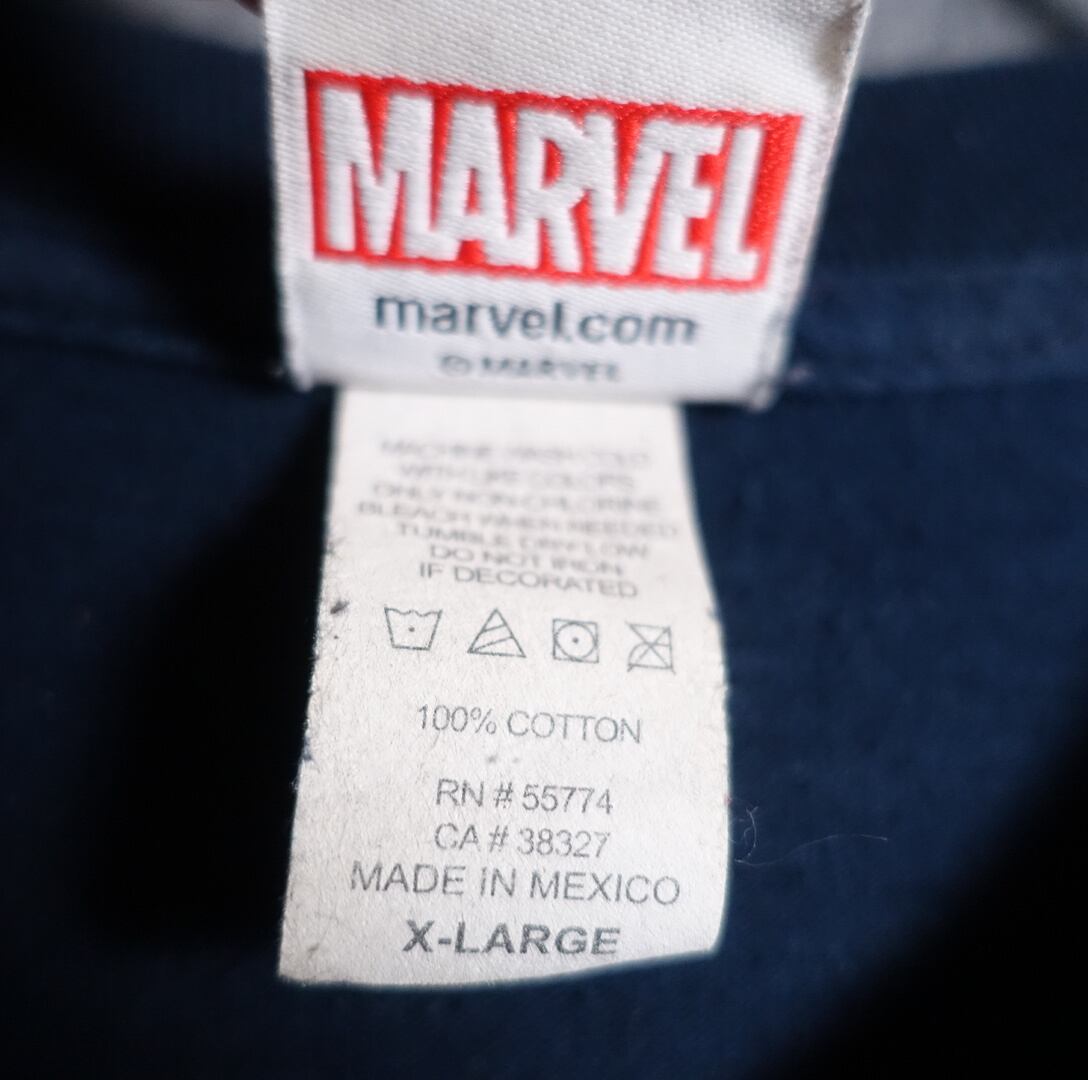 MARVEL
marvel.com
© MARVEL
MACHINE WASH COLD
WITH LIKE COLORS
ONLY NON-CHLORINE
BLEACH WHEN NEEDED
TUMBLE DRY LOW
DO NOT IRON
IF DECORATED
100% COTTON
RN # 55774
CA # 38327
MADE IN MEXICO
X-LARGE